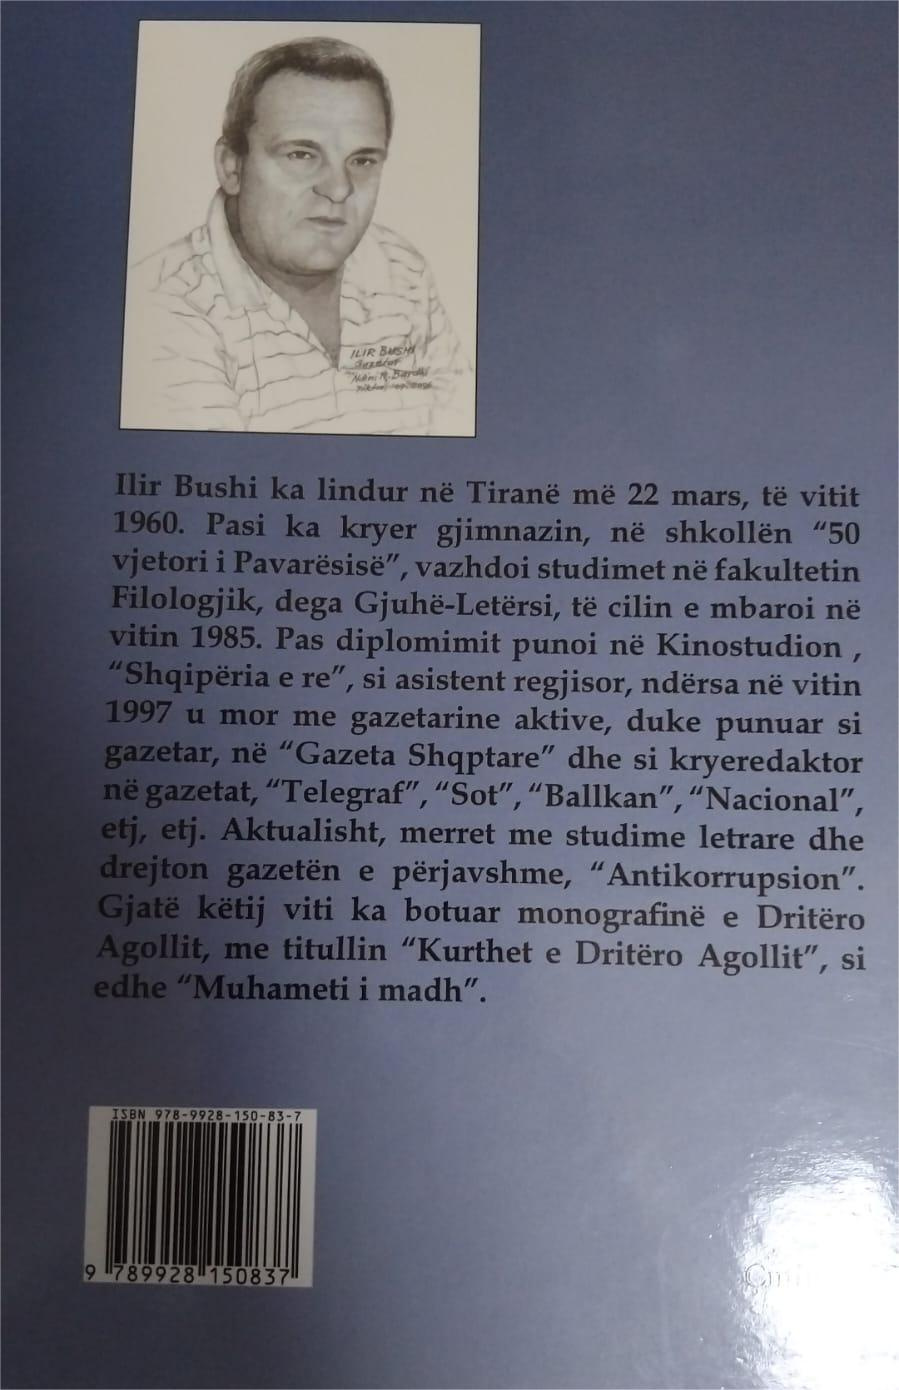 ILIR BUSHI
Gazetar
Ilir Bushi ka lindur në Tiranë më 22 mars, të vitit
1960. Pasi ka kryer gjimnazin, në shkollën “50
vjetori i Pavarësisë”, vazhdoi studimet në fakultetin
Filologjik, dega Gjuhë-Letërsi, të cilin e mbaroi në
vitin 1985. Pas diplomimit punoi në Kinostudion ,
“Shqipëria e re”, si asistent regjisor, ndërsa në vitin
1997 u mor me gazetarine aktive, duke punuar si
gazetar, në “Gazeta Shqptare” dhe si kryeredaktor
në gazetat, “Telegraf”, “Sot”, “Ballkan”, “Nacional”,
etj, etj. Aktualisht, merret me studime letrare dhe
drejton gazetën e përjavshme, “Antikorrupsion”.
Gjatë këtij viti ka botuar monografinë e Dritëro
Agollit, me titullin “Kurthet e Dritëro Agollit”, si
edhe “Muhameti i madh”.
ISBN 978-9928-150-83-7
9 789928 150837